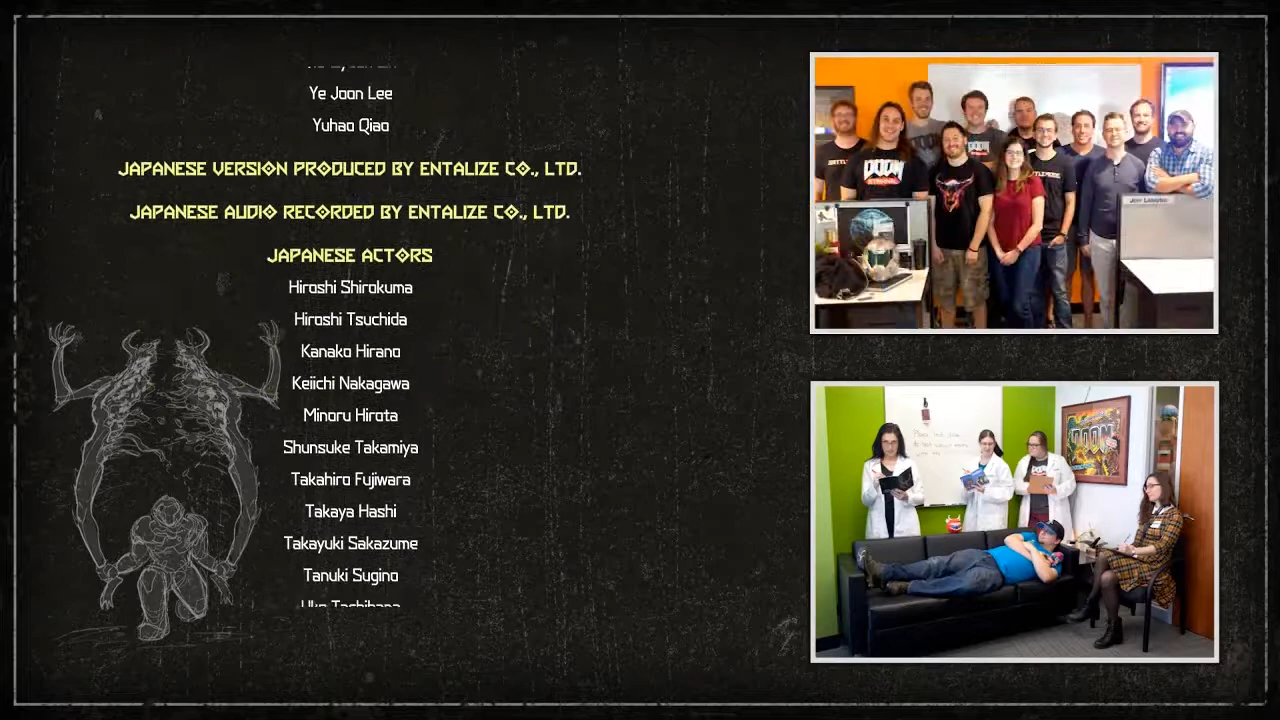 Ye Joon Lee
Yuhao Qiao
JAPANESE VERSION PRODUCED BY ENTALIZE CO., LTD.
JAPANESE AUDIO RECORDED BY ENTALIZE CO., LTD.
JAPANESE ACTORS
Hiroshi Shirokuma
Hiroshi Tsuchida
Kanako Hirano
Keiichi Nakagawa
Minoru Hirota
Shunsuke Takamiya
Takahiro Fujiwara
Takaya Hashi
Takayuki Sakazume
Tanuki Sugino
DOOM
DOOM